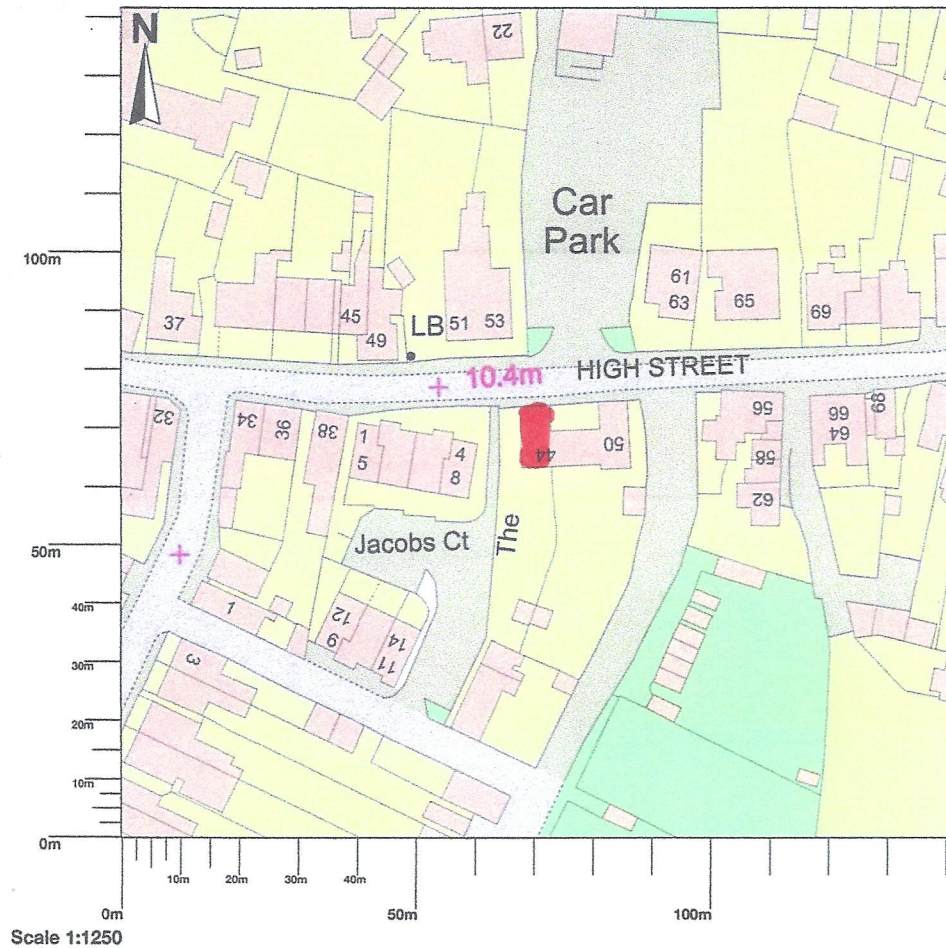 N
22
Car
Park
100m
37
45
49
LB
51
53
61
63
65
69
10.4m
HIGH STREET
32
34
36
38
1
5
4
8
44
50
56
58
62
66
64
68
50m
Jacobs Ct
The
40m
1
12
9
14
11
30m
3
20m
10m
0m
10m
20m
30m
40m
0m
50m
100m
Scale 1:1250